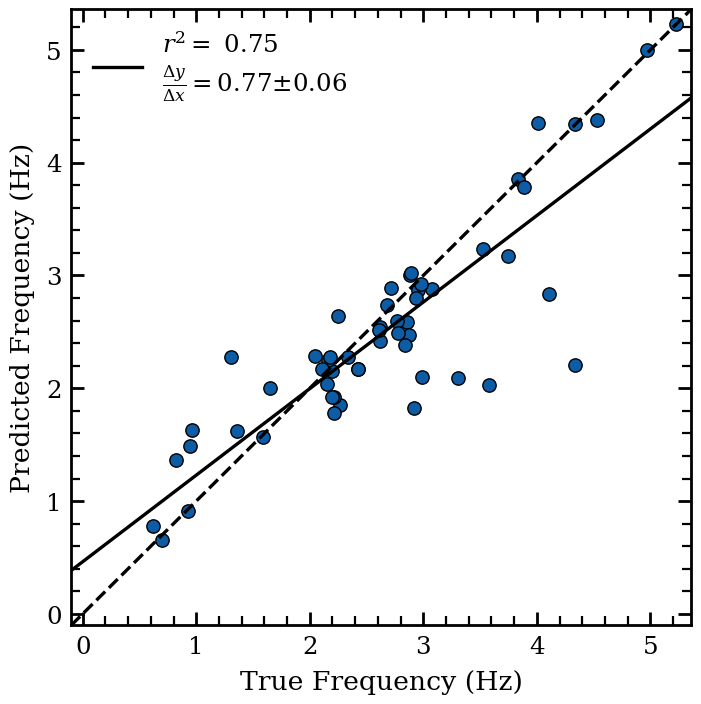 r² = 0.75
Δy/Δx = 0.77±0.06
Predicted Frequency (Hz)
5
4
3
2
1
0
0 1 2 3 4 5
True Frequency (Hz)